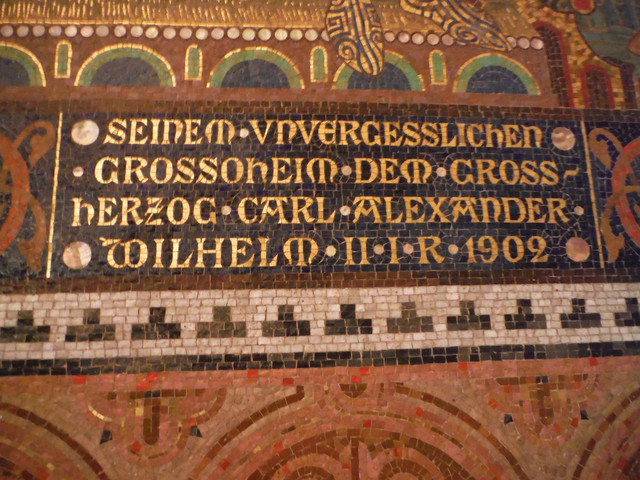 SEINEM · VNVERGESSLICHEN
· GROSSOHEIM · DEM · GROSS-
HERZOG · CARL · ALEXANDER ·
WILHELM · II · I · R · 1902 ·